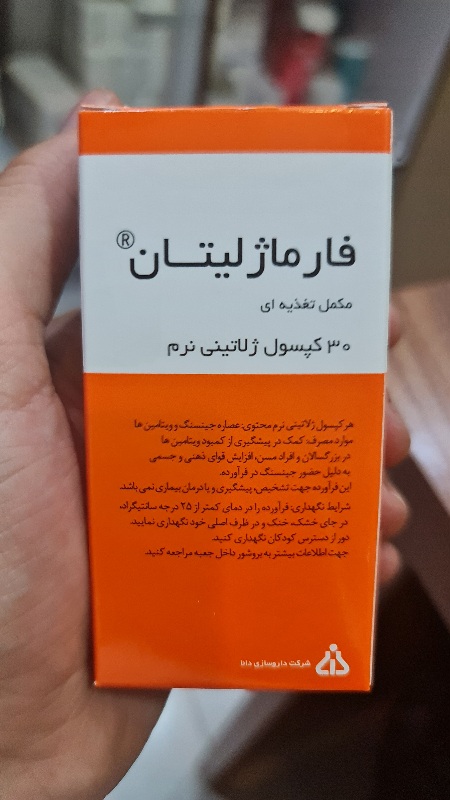 فارماژلیتان®
مکمل تغذیه ای
۳۰ کپسول ژلاتینی نرم
هر کپسول ژلاتینی نرم محتوی: عصاره جینسنگ و ویتامین ها
موارد مصرف: کمک در پیشگیری از کمبود ویتامین ها
در بزرگسالان و افراد مسن، افزایش قوای ذهنی و جسمی
به دلیل حضور جینسنگ در فرآورده.
این فرآورده جهت تشخیص، پیشگیری و یا درمان بیماری نمی باشد.
شرایط نگهداری: فرآورده را در دمای کمتر از ۲۵ درجه سانتیگراد،
در جای خشک، خنک و در ظرف اصلی خود نگهداری نمایید.
دور از دسترس کودکان نگهداری کنید.
جهت اطلاعات بیشتر به بروشور داخل جعبه مراجعه کنید.
شرکت داروسازی دانا